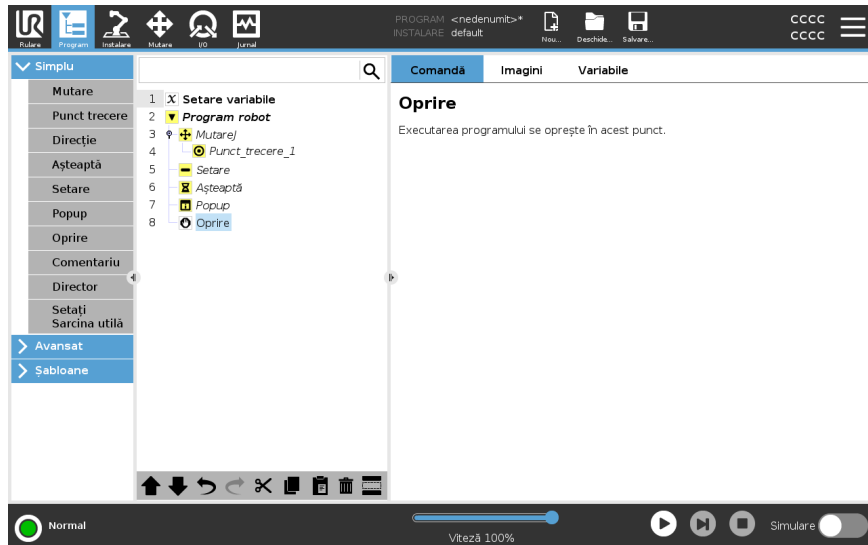 PROGRAM <nedenumit>*
INSTALARE default
Rulare Program Instalare Mutare I/O Jurnal
Nou... Deschide... Salvare...
cccc
cccc
Simplu
Mutare
Punct trecere
Direcție
Așteaptă
Setare
Popup
Oprire
Comentariu
Director
Setați
Sarcina utilă
Avansat
Șabloane
1 X Setare variabile
2 Program robot
3 MutareJ
4 Punct_trecere_1
5 Setare
6 Așteaptă
7 Popup
8 Oprire
Comandă Imagini Variabile
Oprire
Executarea programului se oprește în acest punct.
Normal
Viteză 100%
Simulare